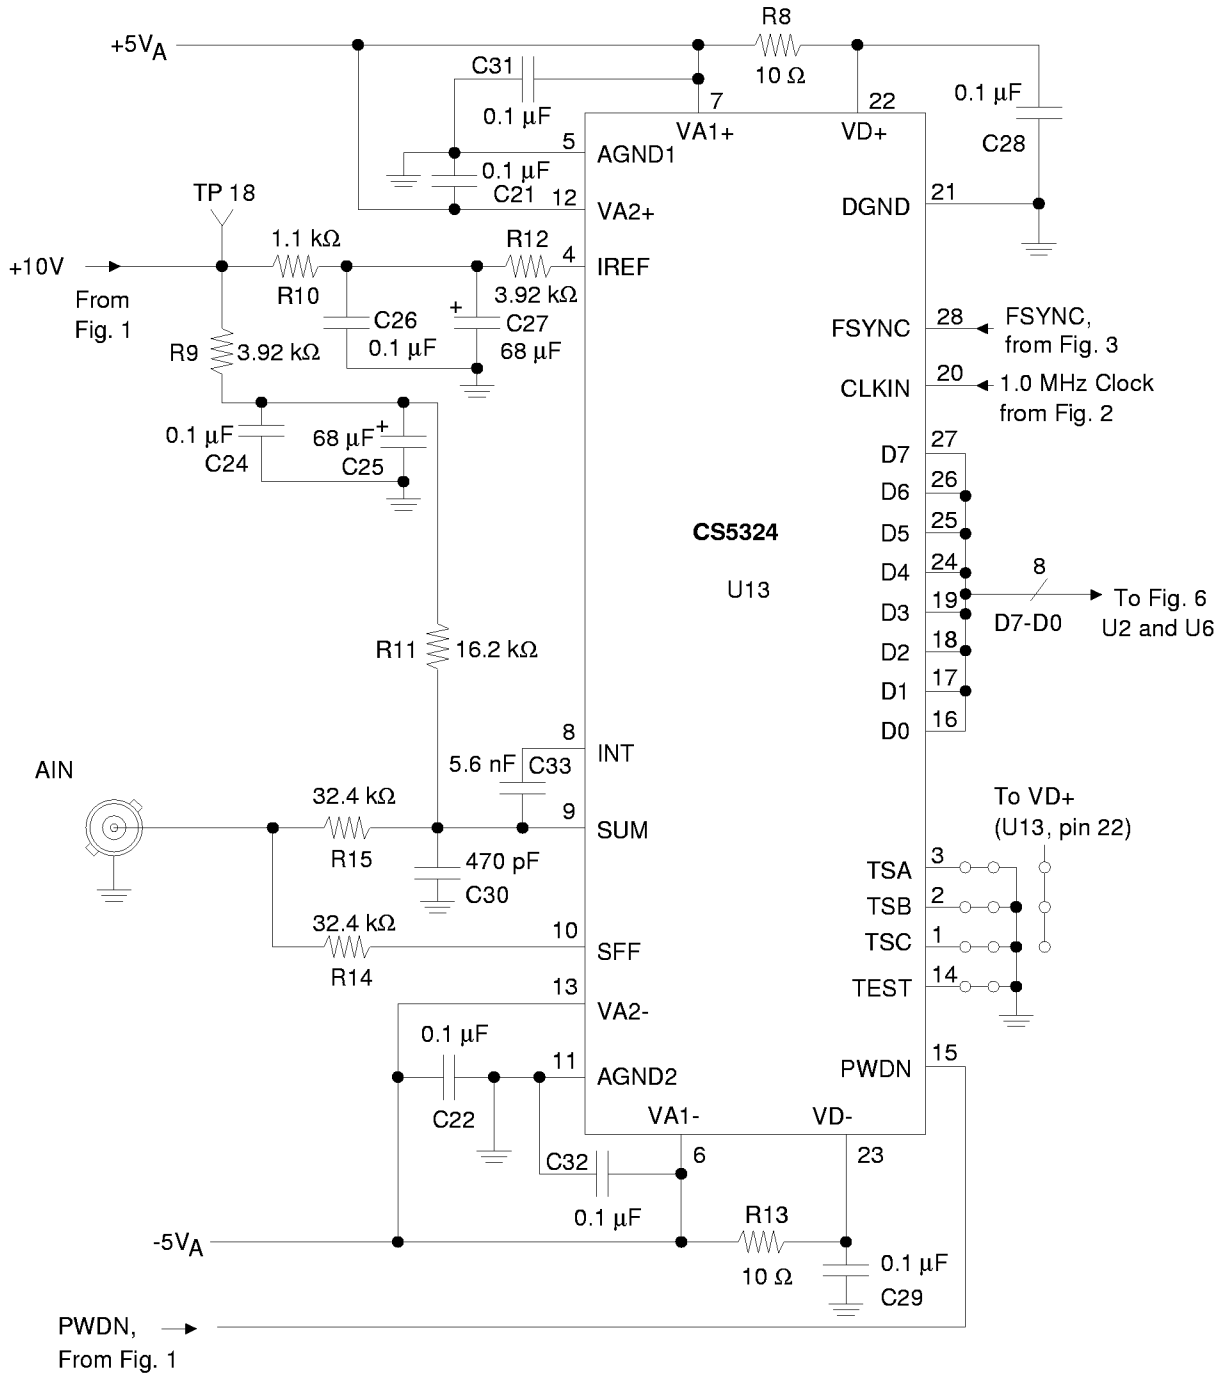 R8
+5VA
10 Ω
C31
0.1 µF
7
22
0.1 µF
C28
VA1+
VD+
5
AGND1
0.1 µF
C21
12
VA2+
21
DGND
TP 18
1.1 kΩ
R12
4
IREF
+10V
From
Fig. 1
R10
3.92 kΩ
C26
0.1 µF
+
C27
68 µF
28
FSYNC
FSYNC,
from Fig. 3
R9
3.92 kΩ
20
CLKIN
1.0 MHz Clock
from Fig. 2
0.1 µF
C24
68 µF
+
C25
27
D7
26
D6
25
D5
24
D4
19
D3
18
D2
17
D1
16
D0
CS5324
U13
8
D7-D0
To Fig. 6
U2 and U6
R11
16.2 kΩ
8
INT
5.6 nF
C33
AIN
32.4 kΩ
R15
9
SUM
470 pF
C30
To VD+
(U13, pin 22)
3
TSA
2
TSB
1
TSC
14
TEST
32.4 kΩ
R14
10
SFF
13
VA2-
0.1 µF
C22
11
AGND2
15
PWDN
VA1-
VD-
6
23
C32
0.1 µF
-5VA
R13
10 Ω
0.1 µF
C29
PWDN,
From Fig. 1